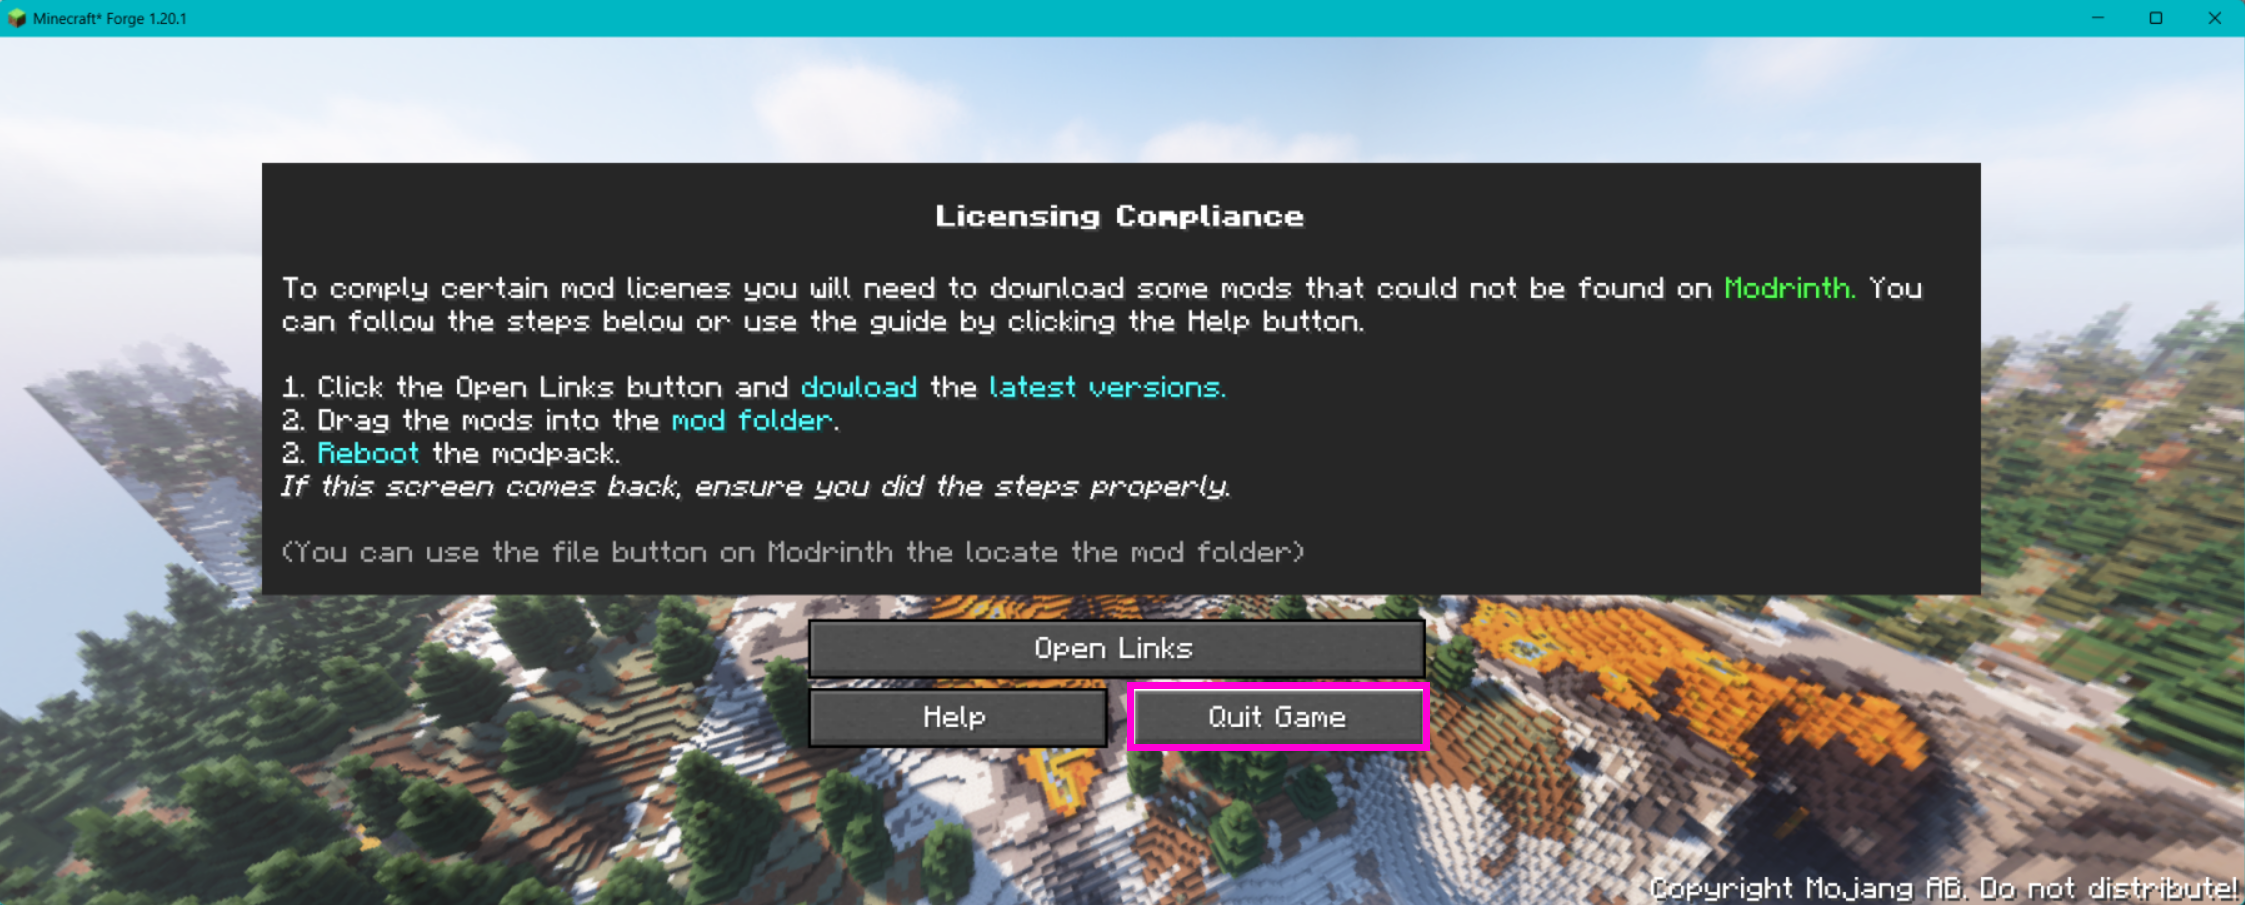 Minecraft* Forge 1.20.1
Licensing Compliance
To comply certain mod licenes you will need to download some mods that could not be found on Modrinth. You
can follow the steps below or use the guide by clicking the Help button.
1. Click the Open Links button and dowload the latest versions.
2. Drag the mods into the mod folder.
2. Reboot the modpack.
If this screen comes back, ensure you did the steps properly.
(You can use the file button on Modrinth the locate the mod folder)
Open Links
Help
Quit Game
Copyright Mojang AB. Do not distribute!